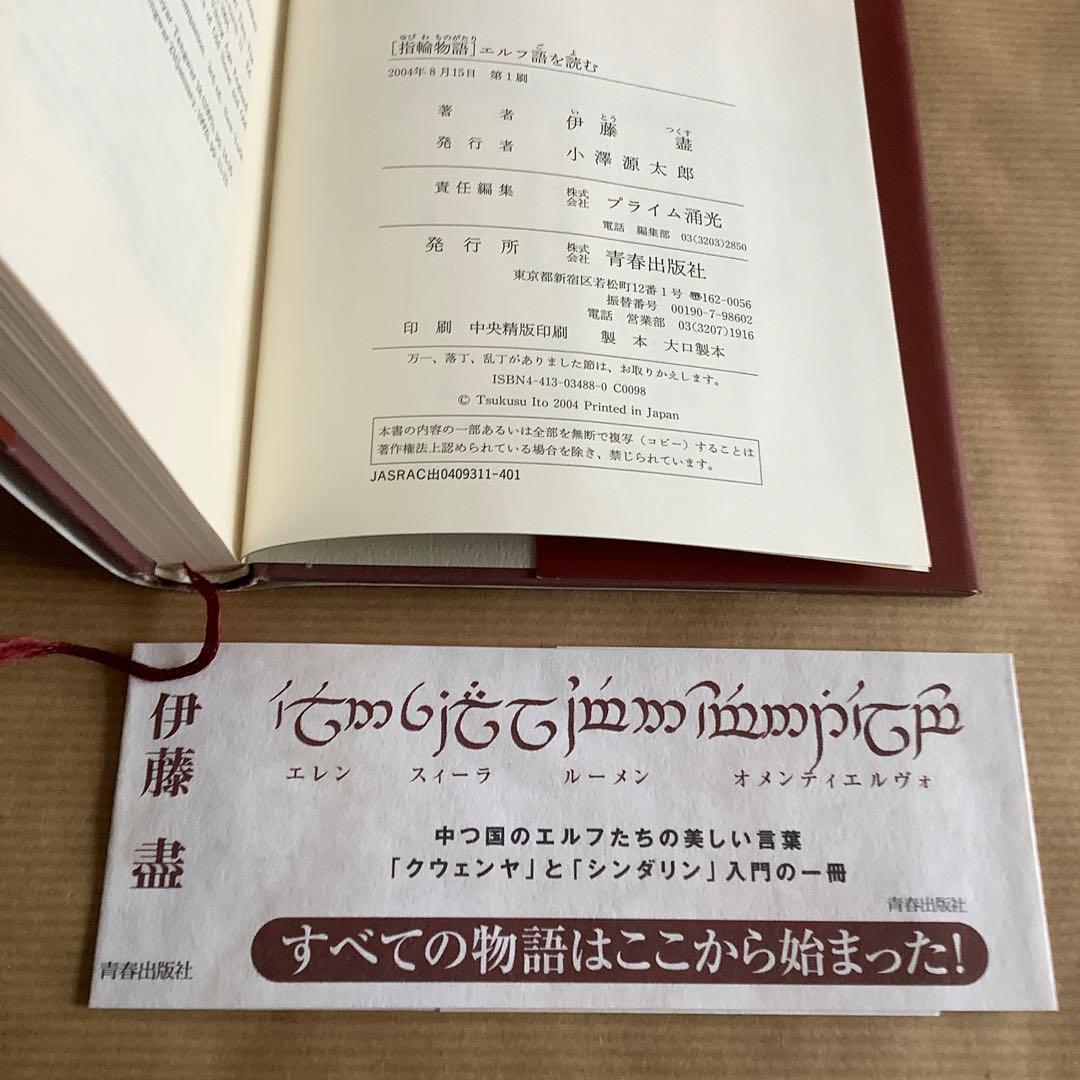 [指輪物語]エルフ語を読む
2004年8月15日 第1刷
著者 伊藤盡
発行者 小澤源太郎
責任編集 株式会社 プライム涌光
電話 編集部 03(3203)2850
発行所 株式会社 青春出版社
東京都新宿区若松町12番1号 〠162-0056
振替番号 00190-7-98602
電話 営業部 03(3207)1916
印刷 中央精版印刷 製本 大口製本
万一、落丁、乱丁がありました節は、お取りかえします。
ISBN4-413-03488-0 C0098
© Tsukusu Ito 2004 Printed in Japan
本書の内容の一部あるいは全部を無断で複写(コピー)することは
著作権法上認められている場合を除き、禁じられています。
JASRAC出0409311-401
伊藤 盡
青春出版社
エレン スィーラ ルーメン オメンティエルヴォ
中つ国のエルフたちの美しい言葉
「クウェンヤ」と「シンダリン」入門の一冊
青春出版社
すべての物語はここから始まった!